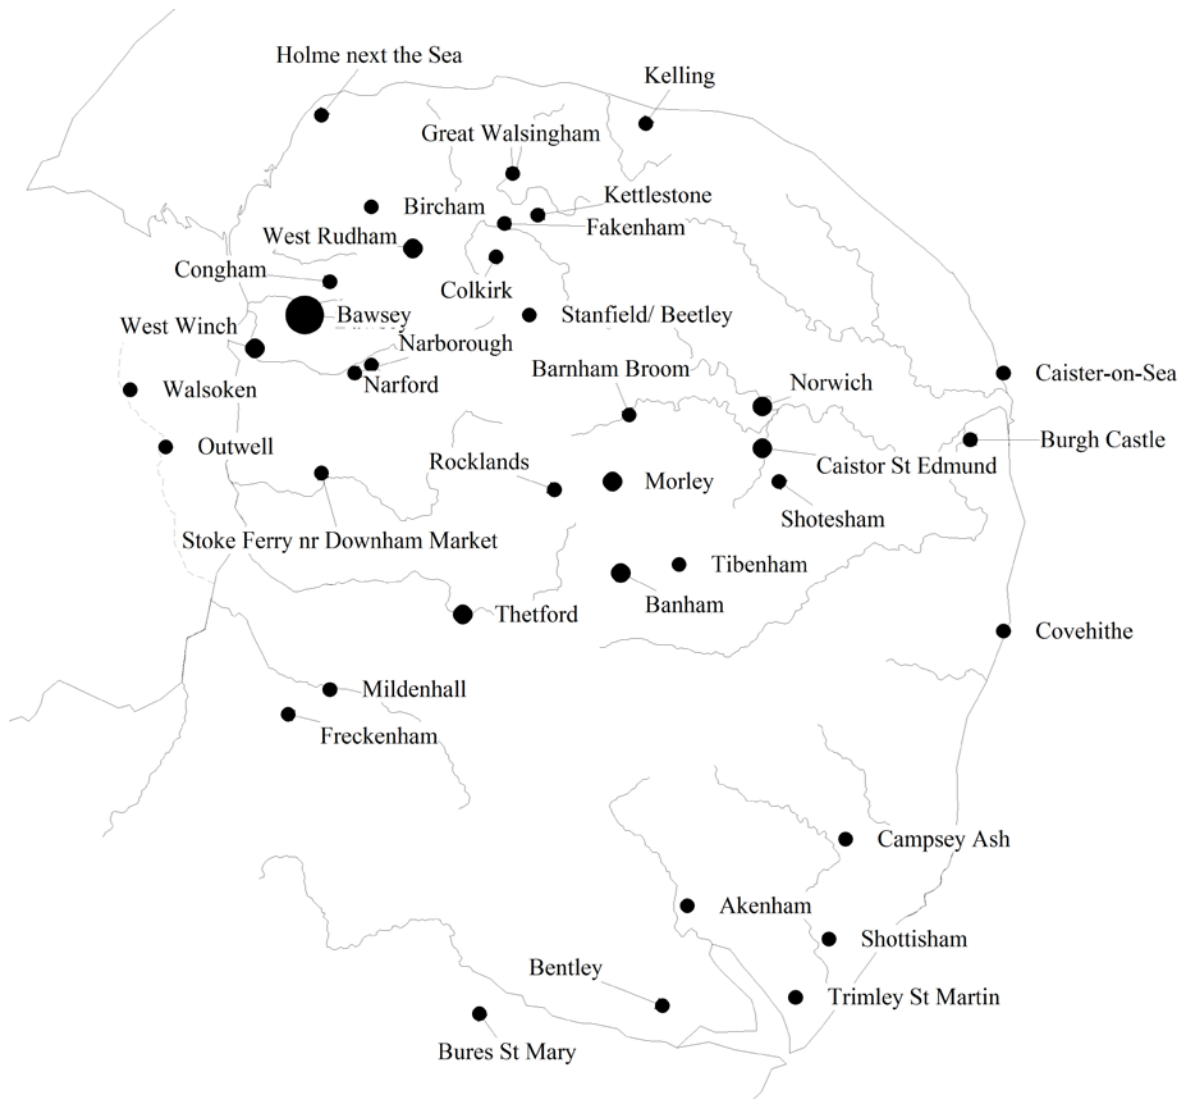 Holme next the Sea
Kelling
Great Walsingham
Kettlestone
Bircham
Fakenham
West Rudham
Congham
Colkirk
Bawsey
Stanfield/ Beetley
West Winch
Narborough
Barnham Broom
Caister-on-Sea
Narford
Norwich
Walsoken
Burgh Castle
Outwell
Rocklands
Caistor St Edmund
Morley
Shotesham
Stoke Ferry nr Downham Market
Tibenham
Banham
Thetford
Covehithe
Mildenhall
Freckenham
Campsey Ash
Akenham
Shottisham
Bentley
Trimley St Martin
Bures St Mary